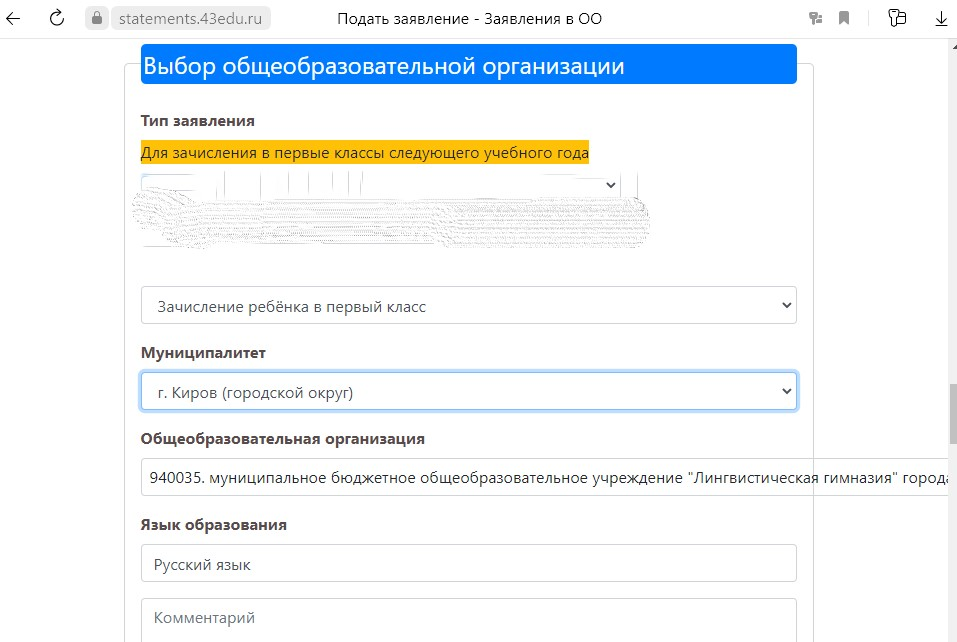 statements.43edu.ru
Подать заявление - Заявления в ОО
Выбор общеобразовательной организации
Тип заявления
Для зачисления в первые классы следующего учебного года
Зачисление ребёнка в первый класс
Муниципалитет
г. Киров (городской округ)
Общеобразовательная организация
940035. муниципальное бюджетное общеобразовательное учреждение "Лингвистическая гимназия" города
Язык образования
Русский язык
Комментарий